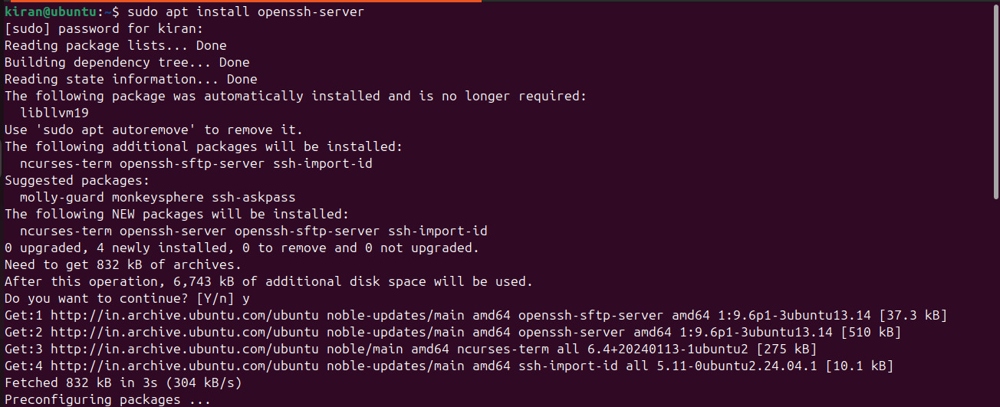 kiran@ubuntu:~$ sudo apt install openssh-server
[sudo] password for kiran:
Reading package lists... Done
Building dependency tree... Done
Reading state information... Done
The following package was automatically installed and is no longer required:
  libllvm19
Use 'sudo apt autoremove' to remove it.
The following additional packages will be installed:
  ncurses-term openssh-sftp-server ssh-import-id
Suggested packages:
  molly-guard monkeysphere ssh-askpass
The following NEW packages will be installed:
  ncurses-term openssh-server openssh-sftp-server ssh-import-id
0 upgraded, 4 newly installed, 0 to remove and 0 not upgraded.
Need to get 832 kB of archives.
After this operation, 6,743 kB of additional disk space will be used.
Do you want to continue? [Y/n] y
Get:1 http://in.archive.ubuntu.com/ubuntu noble-updates/main amd64 openssh-sftp-server amd64 1:9.6p1-3ubuntu13.14 [37.3 kB]
Get:2 http://in.archive.ubuntu.com/ubuntu noble-updates/main amd64 openssh-server amd64 1:9.6p1-3ubuntu13.14 [510 kB]
Get:3 http://in.archive.ubuntu.com/ubuntu noble/main amd64 ncurses-term all 6.4+20240113-1ubuntu2 [275 kB]
Get:4 http://in.archive.ubuntu.com/ubuntu noble-updates/main amd64 ssh-import-id all 5.11-0ubuntu2.24.04.1 [10.1 kB]
Fetched 832 kB in 3s (304 kB/s)
Preconfiguring packages ...